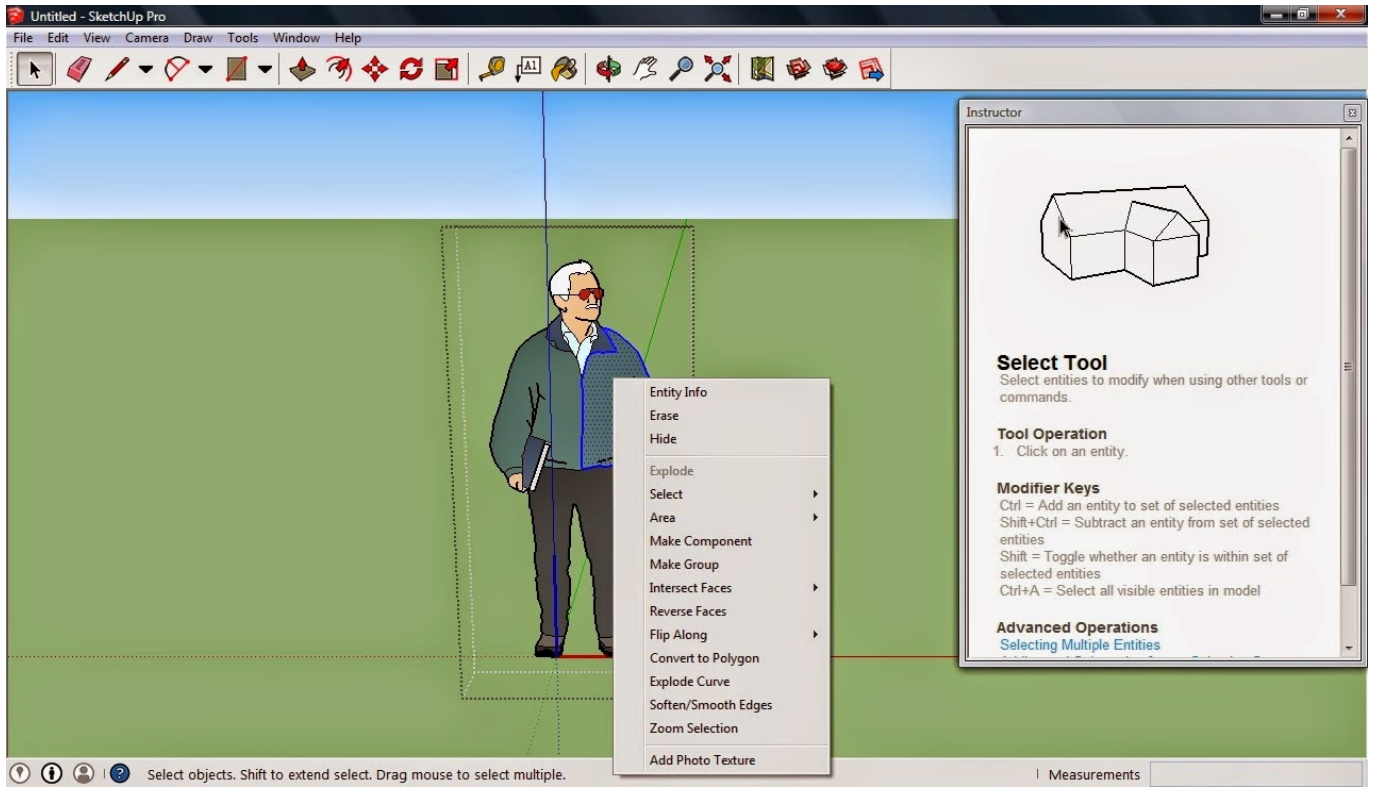 Untitled - SketchUp Pro
File Edit View Camera Draw Tools Window Help
A1
Instructor
Select Tool
Select entities to modify when using other tools or
commands.
Tool Operation
1. Click on an entity.
Modifier Keys
Ctrl = Add an entity to set of selected entities
Shift+Ctrl = Subtract an entity from set of selected
entities
Shift = Toggle whether an entity is within set of
selected entities
Ctrl+A = Select all visible entities in model
Advanced Operations
Selecting Multiple Entities
Entity Info
Erase
Hide
Explode
Select
Area
Make Component
Make Group
Intersect Faces
Reverse Faces
Flip Along
Convert to Polygon
Explode Curve
Soften/Smooth Edges
Zoom Selection
Add Photo Texture
Select objects. Shift to extend select. Drag mouse to select multiple.
Measurements